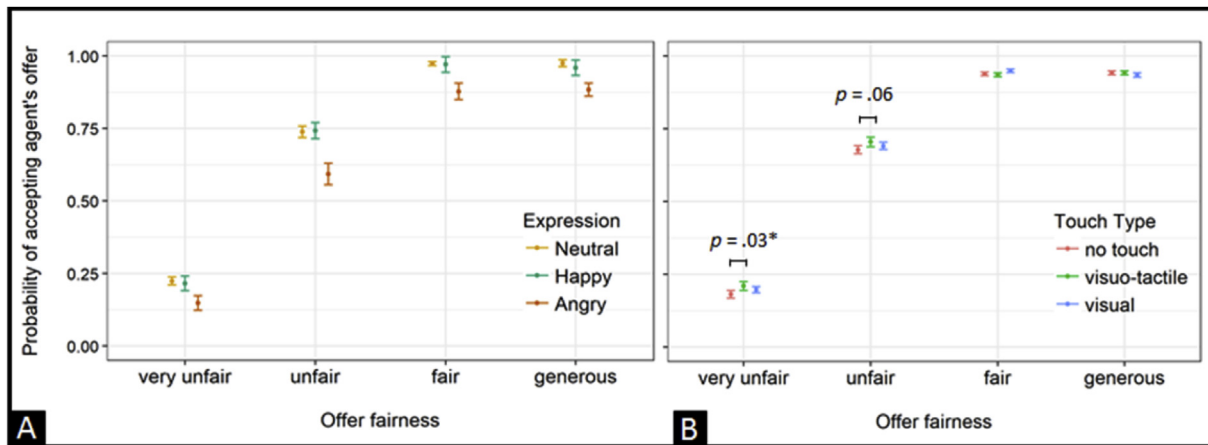 Probability of accepting agent's offer
1.00
0.75
0.50
0.25
0.00
Expression
Neutral
Happy
Angry
very unfair unfair fair generous
Offer fairness
A
p = .06
p = .03*
Touch Type
no touch
visuo-tactile
visual
very unfair unfair fair generous
Offer fairness
B